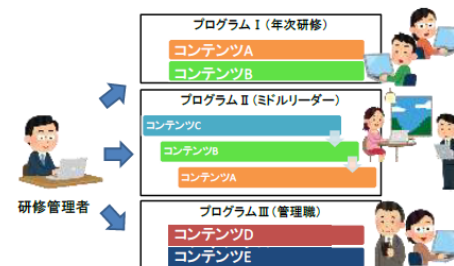 プログラムⅠ（年次研修）
コンテンツA
コンテンツB
プログラムⅡ（ミドルリーダー）
コンテンツC
コンテンツB
コンテンツA
研修管理者
プログラムⅢ（管理職）
コンテンツD
コンテンツE